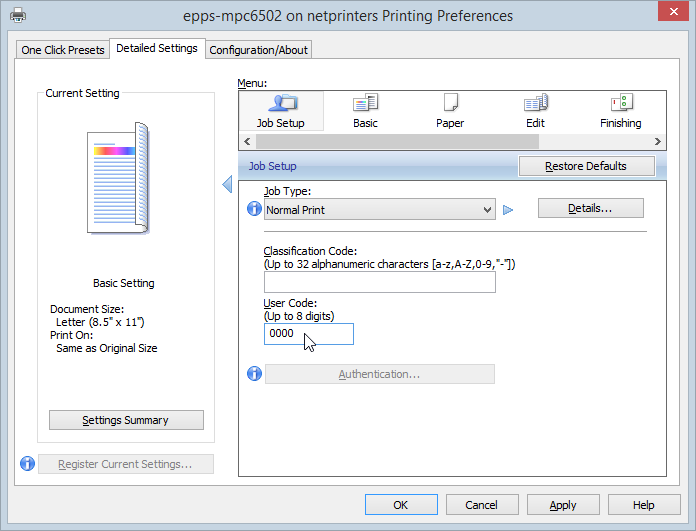 epps-mpc6502 on netprinters Printing Preferences
One Click Presets
Detailed Settings
Configuration/About
Current Setting
Basic Setting
Document Size:
Letter (8.5" x 11")
Print On:
Same as Original Size
Settings Summary
Register Current Settings...
Menu:
Job Setup
Basic
Paper
Edit
Finishing
Job Setup
Restore Defaults
Job Type:
Normal Print
Details...
Classification Code:
(Up to 32 alphanumeric characters [a-z,A-Z,0-9,"-"])
User Code:
(Up to 8 digits)
0000
Authentication...
OK
Cancel
Apply
Help